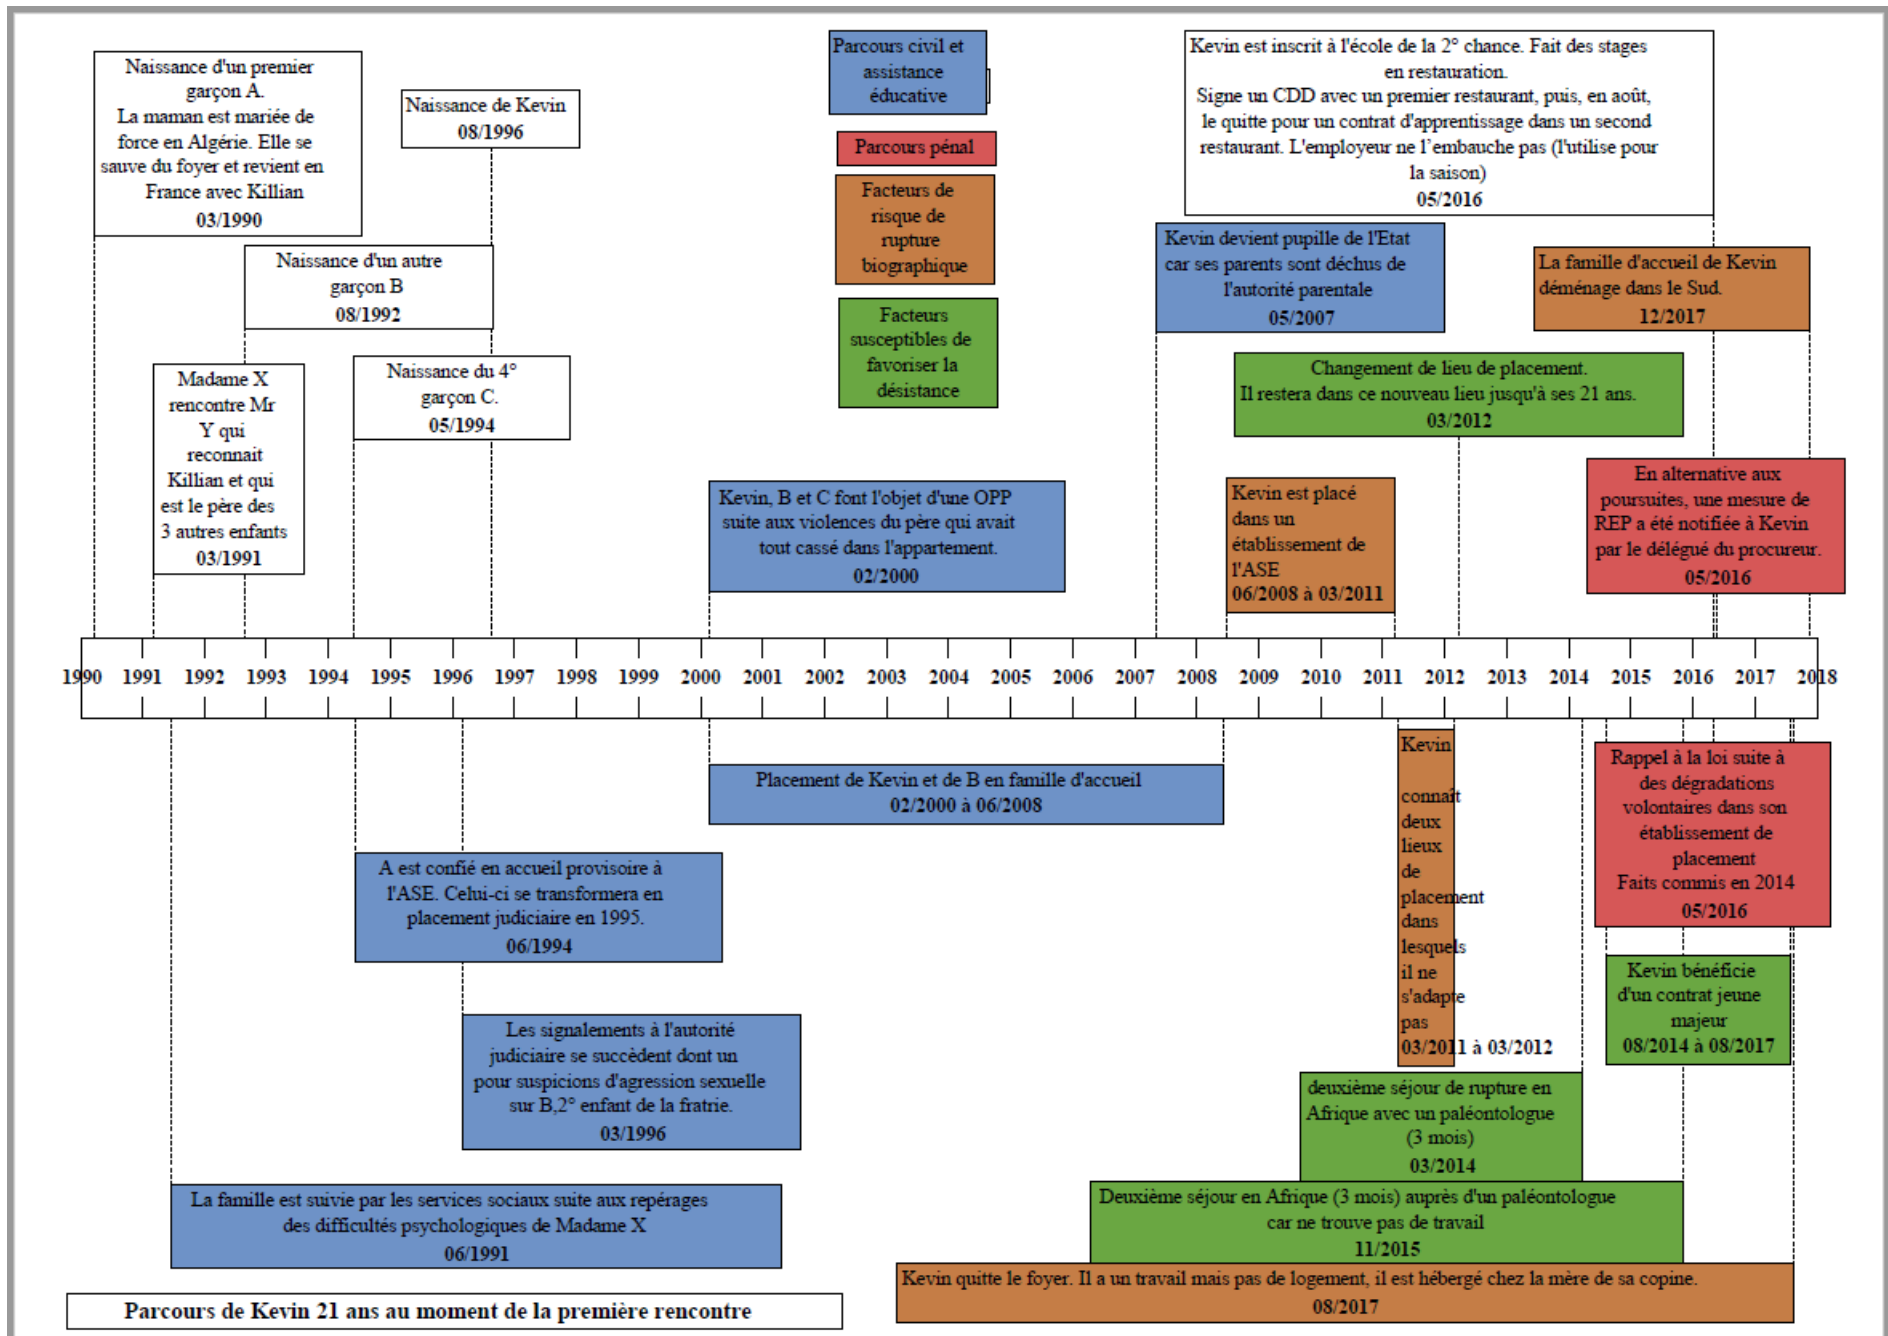 Naissance d'un premier
garçon A.
La maman est mariée de
force en Algérie. Elle se
sauve du foyer et revient en
France avec Killian
03/1990
Naissance de Kevin
08/1996
Naissance d'un autre
garçon B
08/1992
Madame X
rencontre Mr
Y qui
reconnait
Killian et qui
est le père des
3 autres enfants
03/1991
Naissance du 4°
garçon C.
05/1994
Parcours civil et
assistance
éducative
Parcours pénal
Facteurs de
risque de
rupture
biographique
Facteurs
susceptibles de
favoriser la
désistance
Kevin est inscrit à l'école de la 2° chance. Fait des stages
en restauration.
Signe un CDD avec un premier restaurant, puis, en août,
le quitte pour un contrat d'apprentissage dans un second
restaurant. L'employeur ne l’embauche pas (l'utilise pour
la saison)
05/2016
Kevin devient pupille de l'Etat
car ses parents sont déchus de
l'autorité parentale
05/2007
La famille d'accueil de Kevin
déménage dans le Sud.
12/2017
Changement de lieu de placement.
Il restera dans ce nouveau lieu jusqu'à ses 21 ans.
03/2012
Kevin, B et C font l'objet d'une OPP
suite aux violences du père qui avait
tout cassé dans l'appartement.
02/2000
Kevin est placé
dans un
établissement de
l'ASE
06/2008 à 03/2011
En alternative aux
poursuites, une mesure de
REP a été notifiée à Kevin
par le délégué du procureur.
05/2016
1990 1991 1992 1993 1994 1995 1996 1997 1998 1999 2000 2001 2002 2003 2004 2005 2006 2007 2008 2009 2010 2011 2012 2013 2014 2015 2016 2017 2018
Placement de Kevin et de B en famille d'accueil
02/2000 à 06/2008
A est confié en accueil provisoire à
l'ASE. Celui-ci se transformera en
placement judiciaire en 1995.
06/1994
Les signalements à l'autorité
judiciaire se succèdent dont un
pour suspicions d'agression sexuelle
sur B,2° enfant de la fratrie.
03/1996
La famille est suivie par les services sociaux suite aux repérages
des difficultés psychologiques de Madame X
06/1991
Kevin
connaît
deux
lieux
de
placement
dans
lesquels
il ne
s'adapte
pas
03/2011 à 03/2012
Rappel à la loi suite à
des dégradations
volontaires dans son
établissement de
placement
Faits commis en 2014
05/2016
Kevin bénéficie
d'un contrat jeune
majeur
08/2014 à 08/2017
deuxième séjour de rupture en
Afrique avec un paléontologue
(3 mois)
03/2014
Deuxième séjour en Afrique (3 mois) auprès d'un paléontologue
car ne trouve pas de travail
11/2015
Kevin quitte le foyer. Il a un travail mais pas de logement, il est hébergé chez la mère de sa copine.
08/2017
Parcours de Kevin 21 ans au moment de la première rencontre